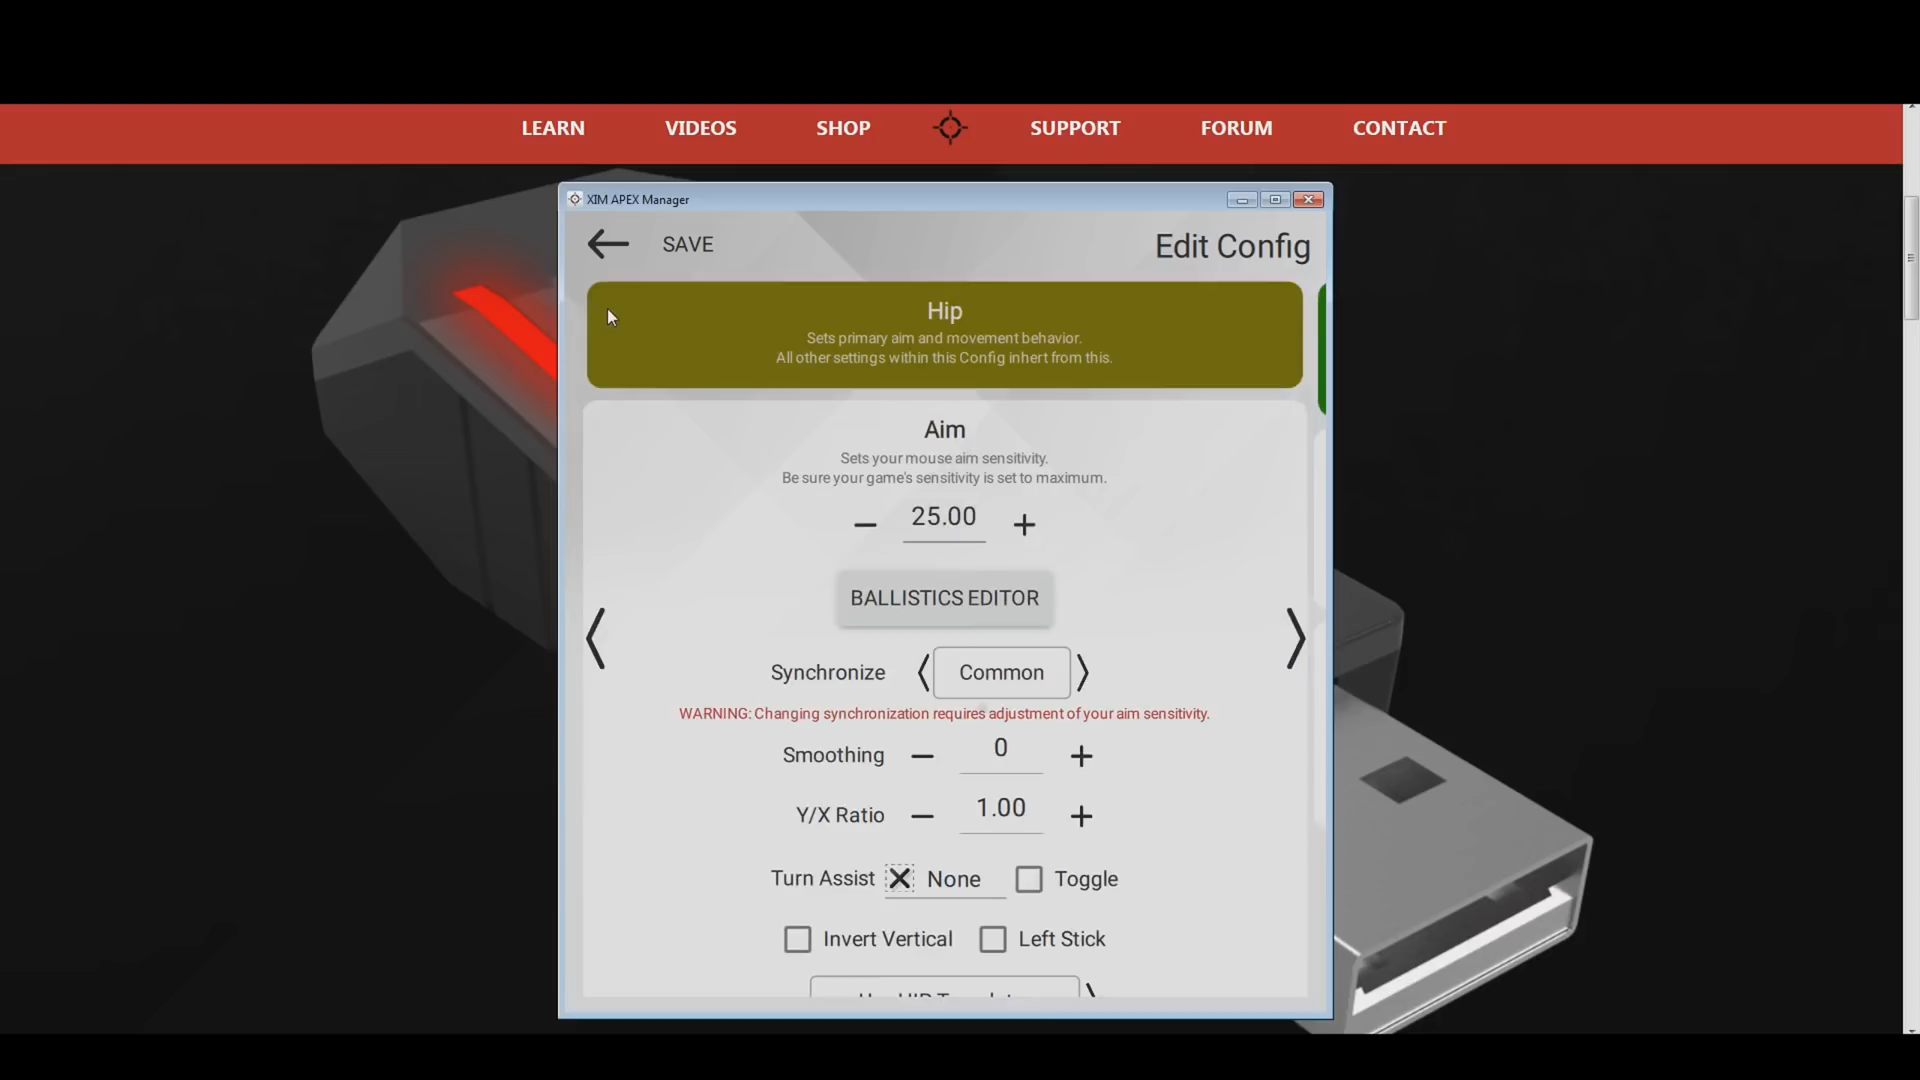 LEARN VIDEOS SHOP SUPPORT FORUM CONTACT
XIM APEX Manager
SAVE Edit Config
Hip
Sets primary aim and movement behavior.
All other settings within this Config inhert from this.
Aim
Sets your mouse aim sensitivity.
Be sure your game's sensitivity is set to maximum.
− 25.00 +
BALLISTICS EDITOR
Synchronize Common
WARNING: Changing synchronization requires adjustment of your aim sensitivity.
Smoothing − 0 +
Y/X Ratio − 1.00 +
Turn Assist None Toggle
Invert Vertical Left Stick